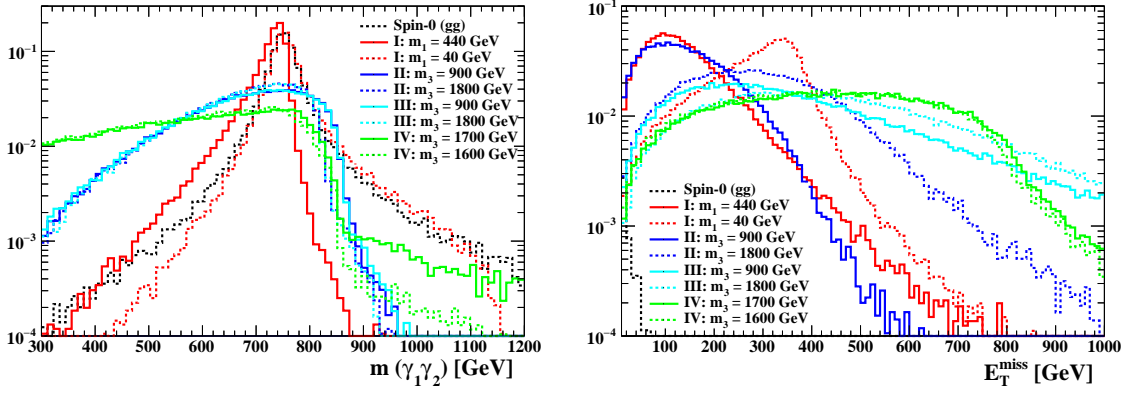 10⁻¹
10⁻²
10⁻³
10⁻⁴
300 400 500 600 700 800 900 1000 1100 1200
m (γ₁γ₂) [GeV]
Spin-0 (gg)
I: m₁ = 440 GeV
I: m₁ = 40 GeV
II: m₃ = 900 GeV
II: m₃ = 1800 GeV
III: m₃ = 900 GeV
III: m₃ = 1800 GeV
IV: m₃ = 1700 GeV
IV: m₃ = 1600 GeV
10⁻¹
10⁻²
10⁻³
10⁻⁴
100 200 300 400 500 600 700 800 900 1000
E_T^miss [GeV]
Spin-0 (gg)
I: m₁ = 440 GeV
I: m₁ = 40 GeV
II: m₃ = 900 GeV
II: m₃ = 1800 GeV
III: m₃ = 900 GeV
III: m₃ = 1800 GeV
IV: m₃ = 1700 GeV
IV: m₃ = 1600 GeV